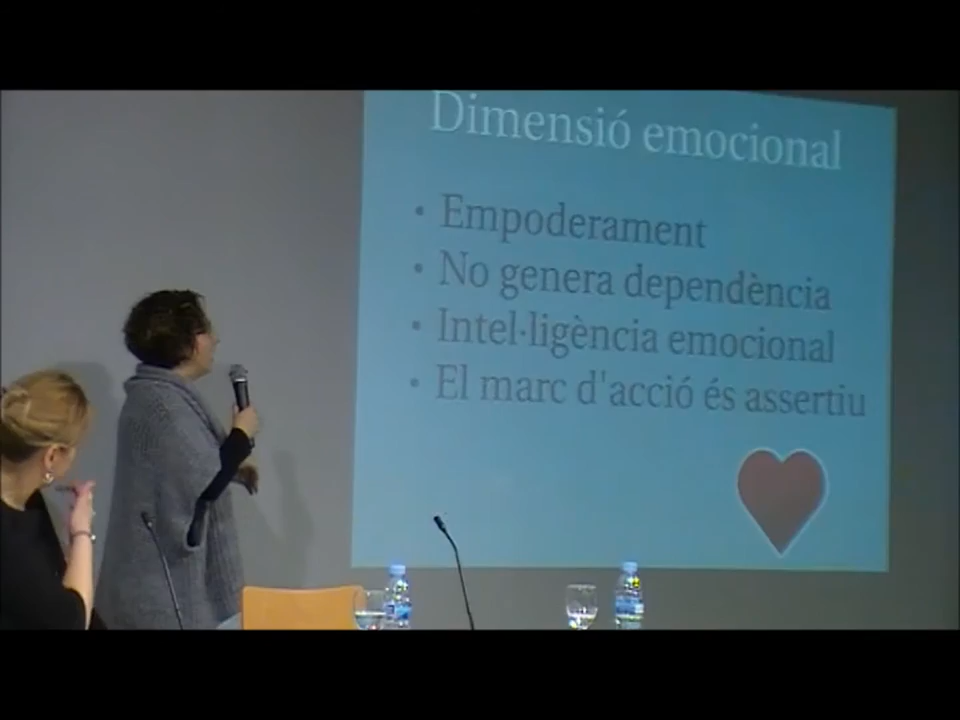 Dimensió emocional
• Empoderament
• No genera dependència
• Intel·ligència emocional
• El marc d'acció és assertiu